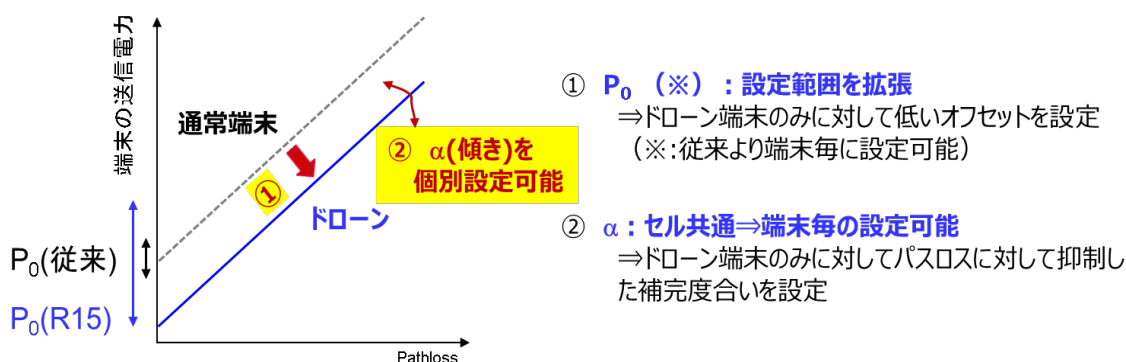 端末の送信電力
通常端末
①
② α(傾き)を
個別設定可能
ドローン
P₀(従来)
P₀(R15)
Pathloss
① P₀ (※) : 設定範囲を拡張
⇒ドローン端末のみに対して低いオフセットを設定
(※:従来より端末毎に設定可能)
② α : セル共通⇒端末毎の設定可能
⇒ドローン端末のみに対してパスロスに対して抑制し
た補完度合いを設定